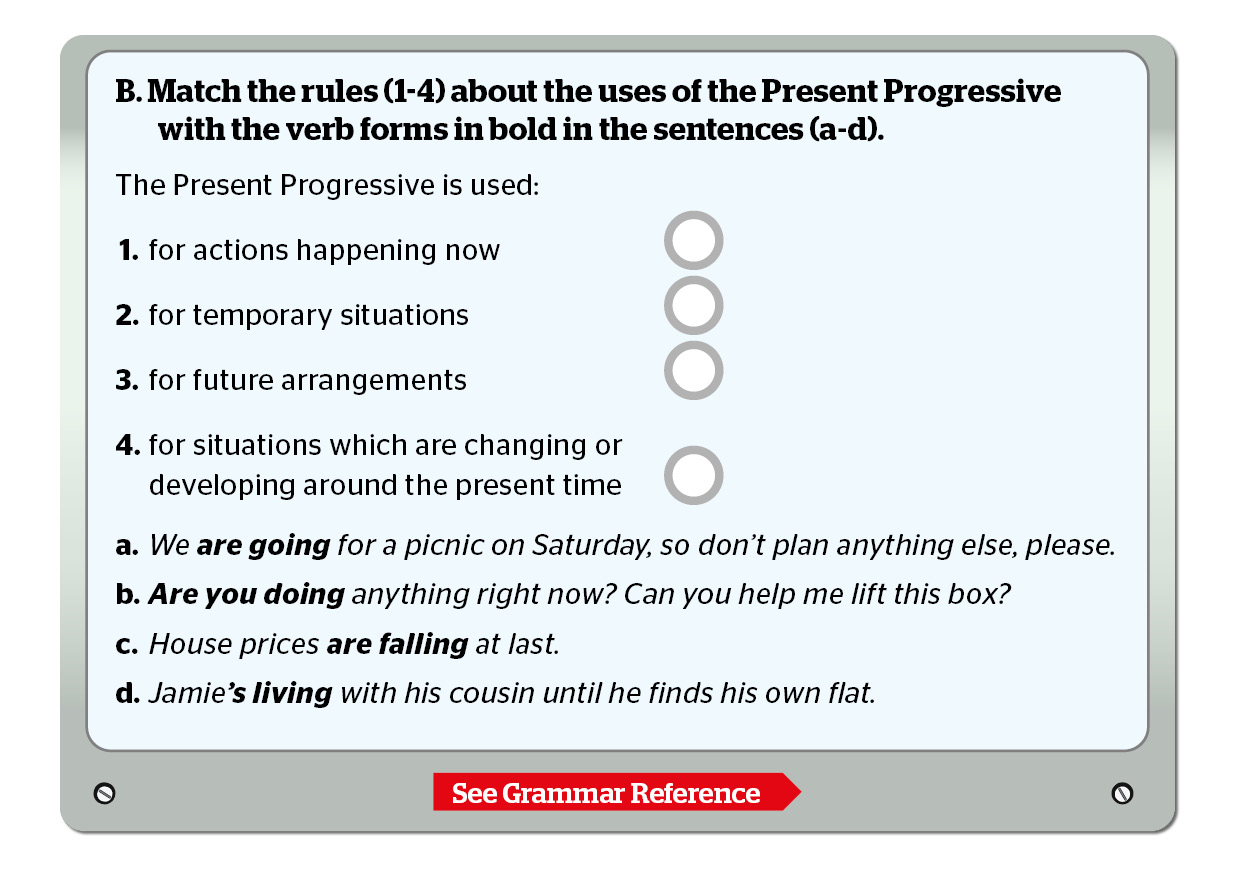 B. Match the rules (1-4) about the uses of the Present Progressive
with the verb forms in bold in the sentences (a-d).
The Present Progressive is used:
1. for actions happening now
2. for temporary situations
3. for future arrangements
4. for situations which are changing or
developing around the present time
a. We are going for a picnic on Saturday, so don’t plan anything else, please.
b. Are you doing anything right now? Can you help me lift this box?
c. House prices are falling at last.
d. Jamie’s living with his cousin until he finds his own flat.
See Grammar Reference